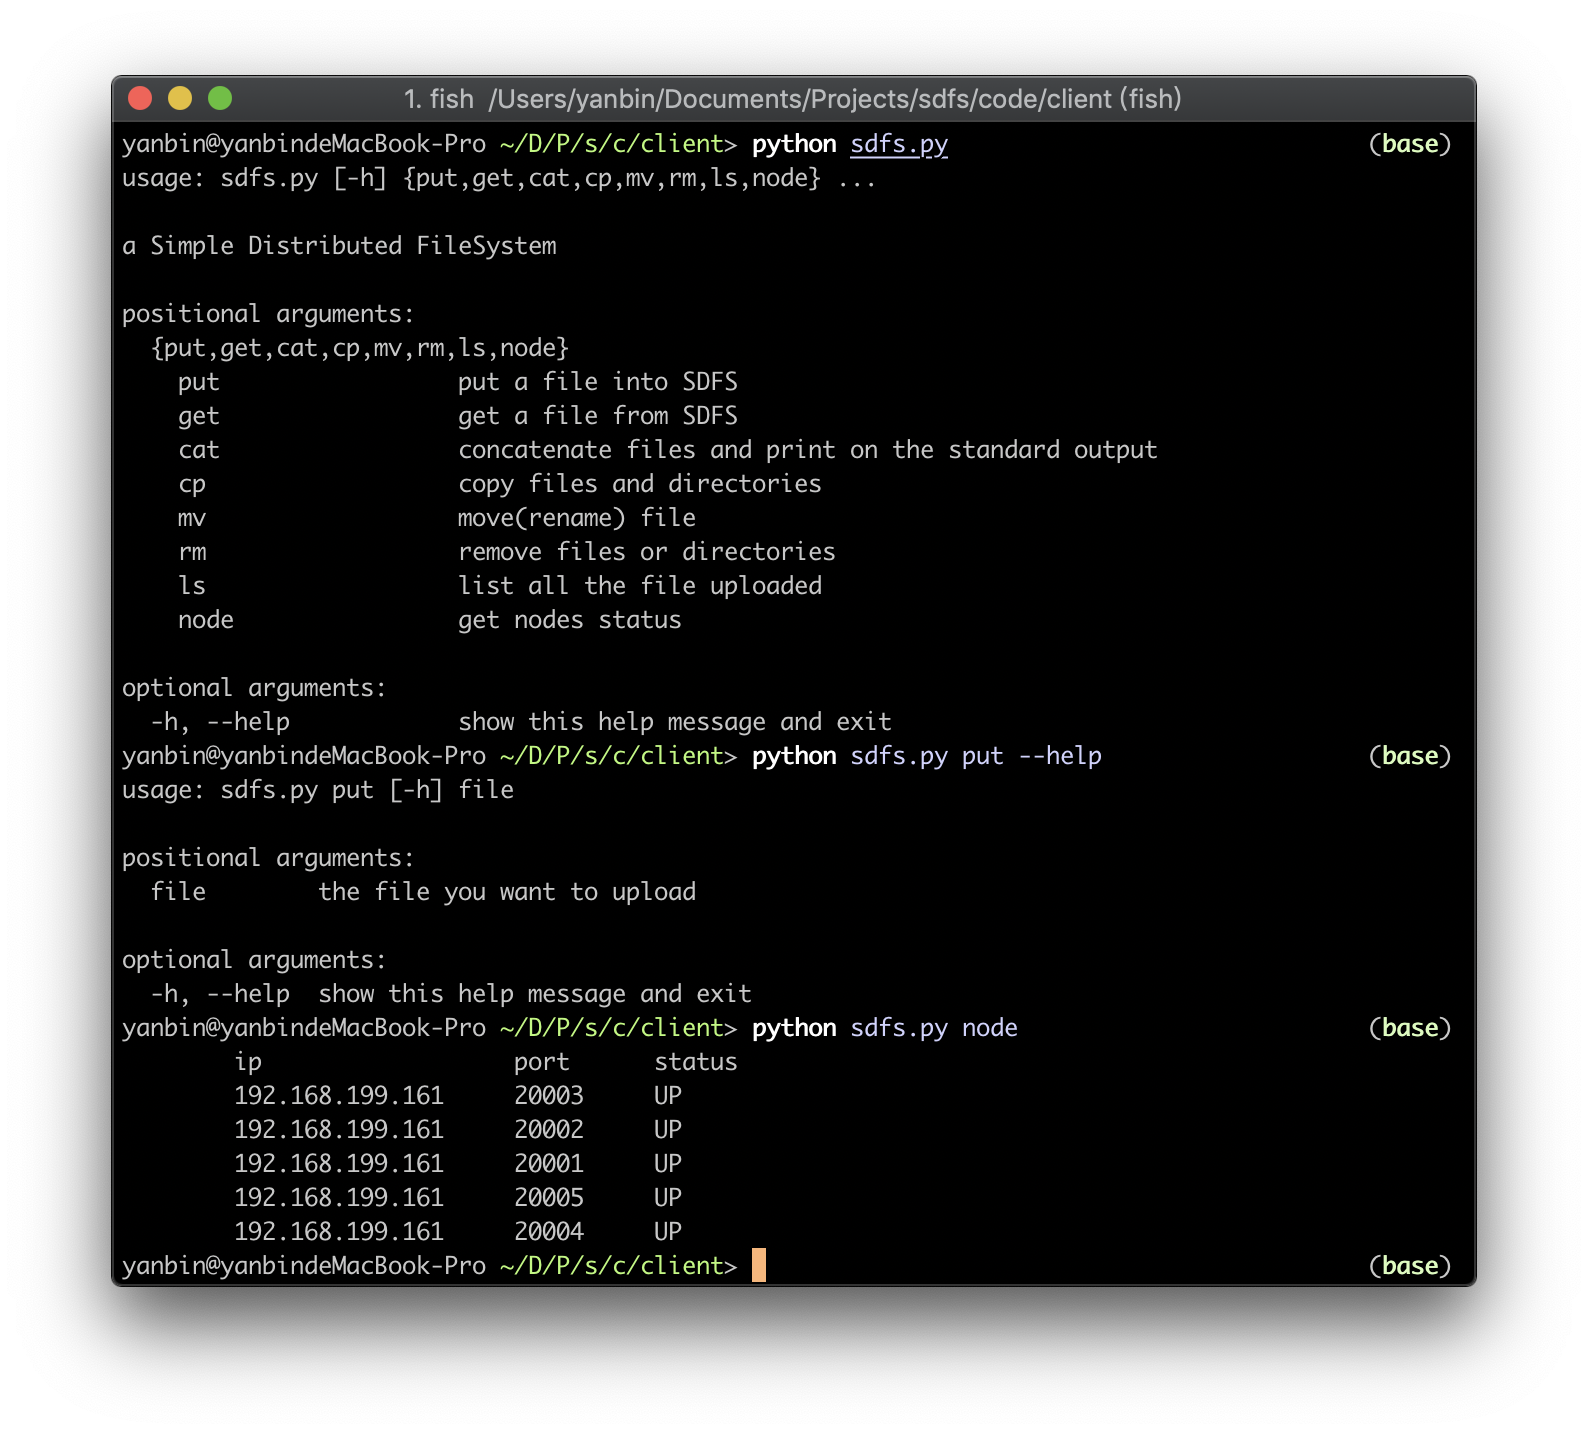 1. fish  /Users/yanbin/Documents/Projects/sdfs/code/client (fish)
yanbin@yanbindeMacBook-Pro ~/D/P/s/c/client> python sdfs.py (base)
usage: sdfs.py [-h] {put,get,cat,cp,mv,rm,ls,node} ...
a Simple Distributed FileSystem
positional arguments:
  {put,get,cat,cp,mv,rm,ls,node}
    put                 put a file into SDFS
    get                 get a file from SDFS
    cat                 concatenate files and print on the standard output
    cp                  copy files and directories
    mv                  move(rename) file
    rm                  remove files or directories
    ls                  list all the file uploaded
    node                get nodes status
optional arguments:
  -h, --help            show this help message and exit
yanbin@yanbindeMacBook-Pro ~/D/P/s/c/client> python sdfs.py put --help (base)
usage: sdfs.py put [-h] file
positional arguments:
  file        the file you want to upload
optional arguments:
  -h, --help  show this help message and exit
yanbin@yanbindeMacBook-Pro ~/D/P/s/c/client> python sdfs.py node (base)
        ip                  port      status
        192.168.199.161     20003     UP
        192.168.199.161     20002     UP
        192.168.199.161     20001     UP
        192.168.199.161     20005     UP
        192.168.199.161     20004     UP
yanbin@yanbindeMacBook-Pro ~/D/P/s/c/client> (base)